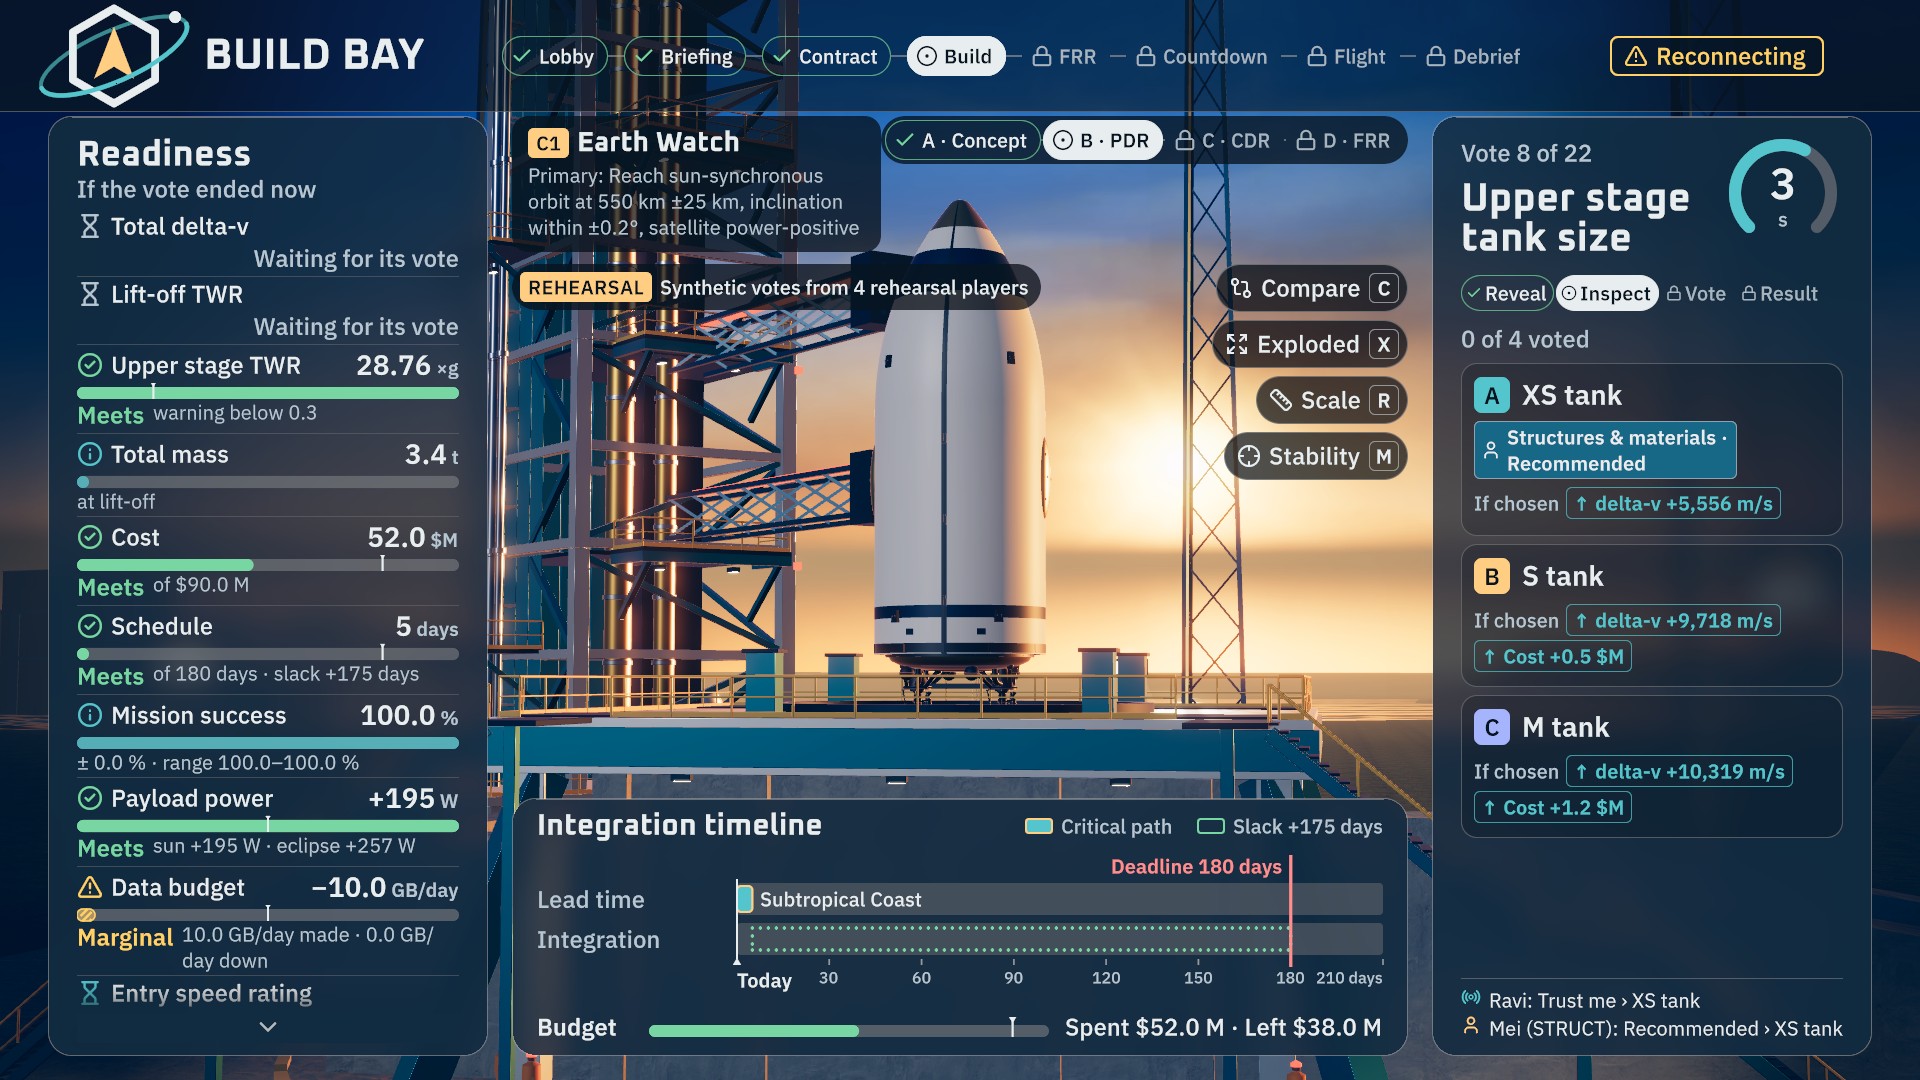 BUILD BAY
Lobby
Briefing
Contract
Build
FRR
Countdown
Flight
Debrief
Reconnecting
Readiness
If the vote ended now
Total delta-v
Waiting for its vote
Lift-off TWR
Waiting for its vote
Upper stage TWR 28.76 ×g
Meets warning below 0.3
Total mass 3.4 t
at lift-off
Cost 52.0 $M
Meets of $90.0 M
Schedule 5 days
Meets of 180 days · slack +175 days
Mission success 100.0 %
± 0.0 % · range 100.0–100.0 %
Payload power +195 W
Meets sun +195 W · eclipse +257 W
Data budget −10.0 GB/day
Marginal 10.0 GB/day made · 0.0 GB/
day down
Entry speed rating
C1 Earth Watch
Primary: Reach sun-synchronous
orbit at 550 km ±25 km, inclination
within ±0.2°, satellite power-positive
A · Concept
B · PDR
C · CDR
D · FRR
REHEARSAL Synthetic votes from 4 rehearsal players
Compare C
Exploded X
Scale R
Stability M
Integration timeline
Critical path
Slack +175 days
Deadline 180 days
Lead time
Subtropical Coast
Integration
Today 30 60 90 120 150 180 210 days
Budget
Spent $52.0 M · Left $38.0 M
Vote 8 of 22
Upper stage
tank size
3
s
Reveal
Inspect
Vote
Result
0 of 4 voted
A XS tank
Structures & materials ·
Recommended
If chosen ↑ delta-v +5,556 m/s
B S tank
If chosen ↑ delta-v +9,718 m/s
↑ Cost +0.5 $M
C M tank
If chosen ↑ delta-v +10,319 m/s
↑ Cost +1.2 $M
Ravi: Trust me › XS tank
Mei (STRUCT): Recommended › XS tank